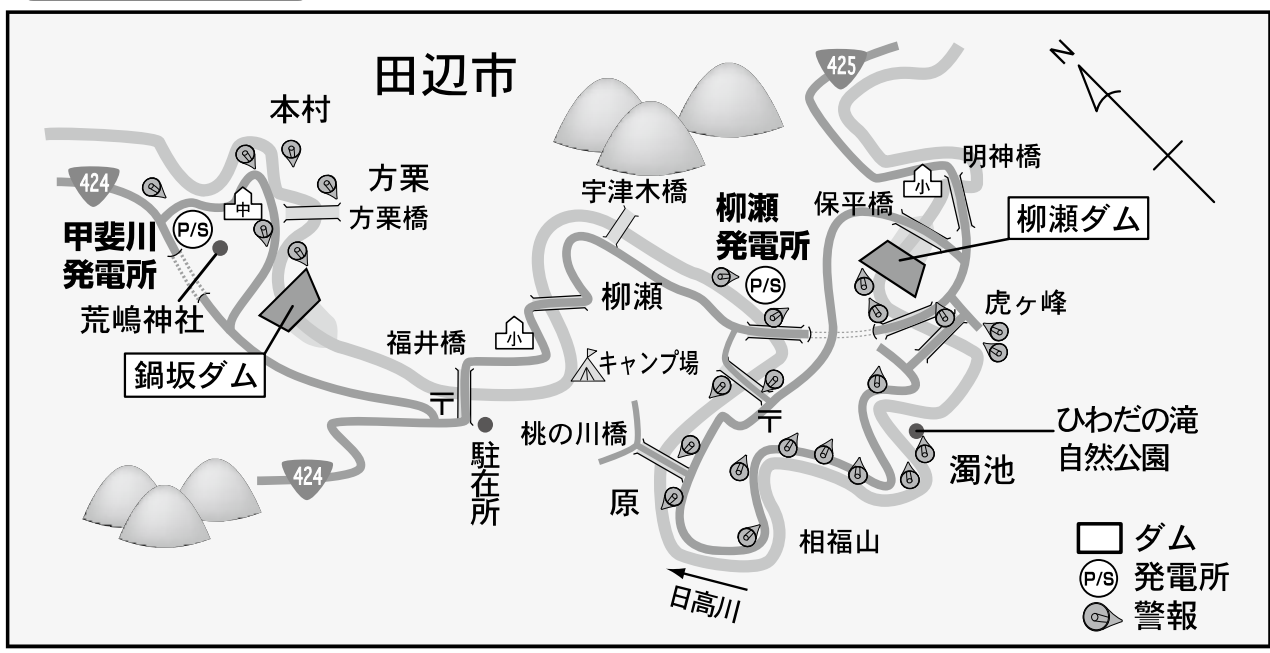 田辺市
425
N
本村
明神橋
424
方栗
方栗橋
中
宇津木橋
柳瀬
発電所
保平橋
小
柳瀬ダム
甲斐川
発電所
P/S
荒嶋神社
P/S
柳瀬
虎ヶ峰
鍋坂ダム
福井橋
小
キャンプ場
〒
〒
駐在所
桃の川橋
ひわだの滝
自然公園
424
原
濁池
相福山
日高川
ダム
P/S 発電所
警報